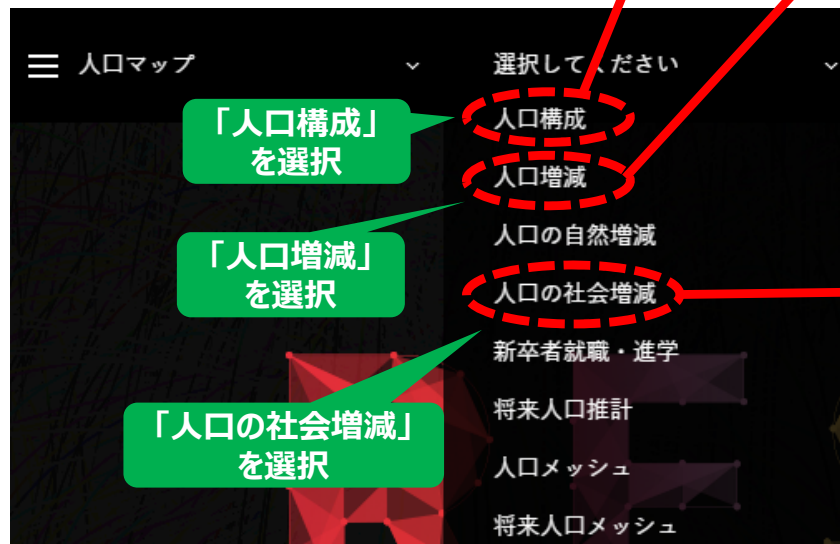 人口マップ
選択してください
人口構成
人口増減
人口の自然増減
人口の社会増減
新卒者就職・進学
将来人口推計
人口メッシュ
将来人口メッシュ
「人口構成」
を選択
「人口増減」
を選択
「人口の社会増減」
を選択